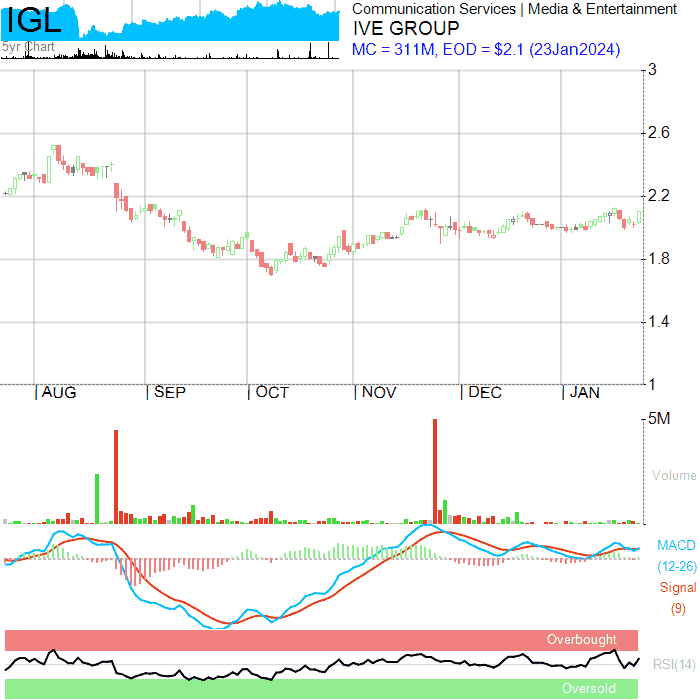 IGL
5yr Chart
Communication Services | Media & Entertainment
IVE GROUP
MC = 311M, EOD = $2.1 (23Jan2024)
3
2.6
2.2
1.8
1.4
1
| AUG | SEP | OCT | NOV | DEC | JAN
5M
Volume
MACD
(12-26)
Signal
(9)
Overbought
RSI(14)
Oversold